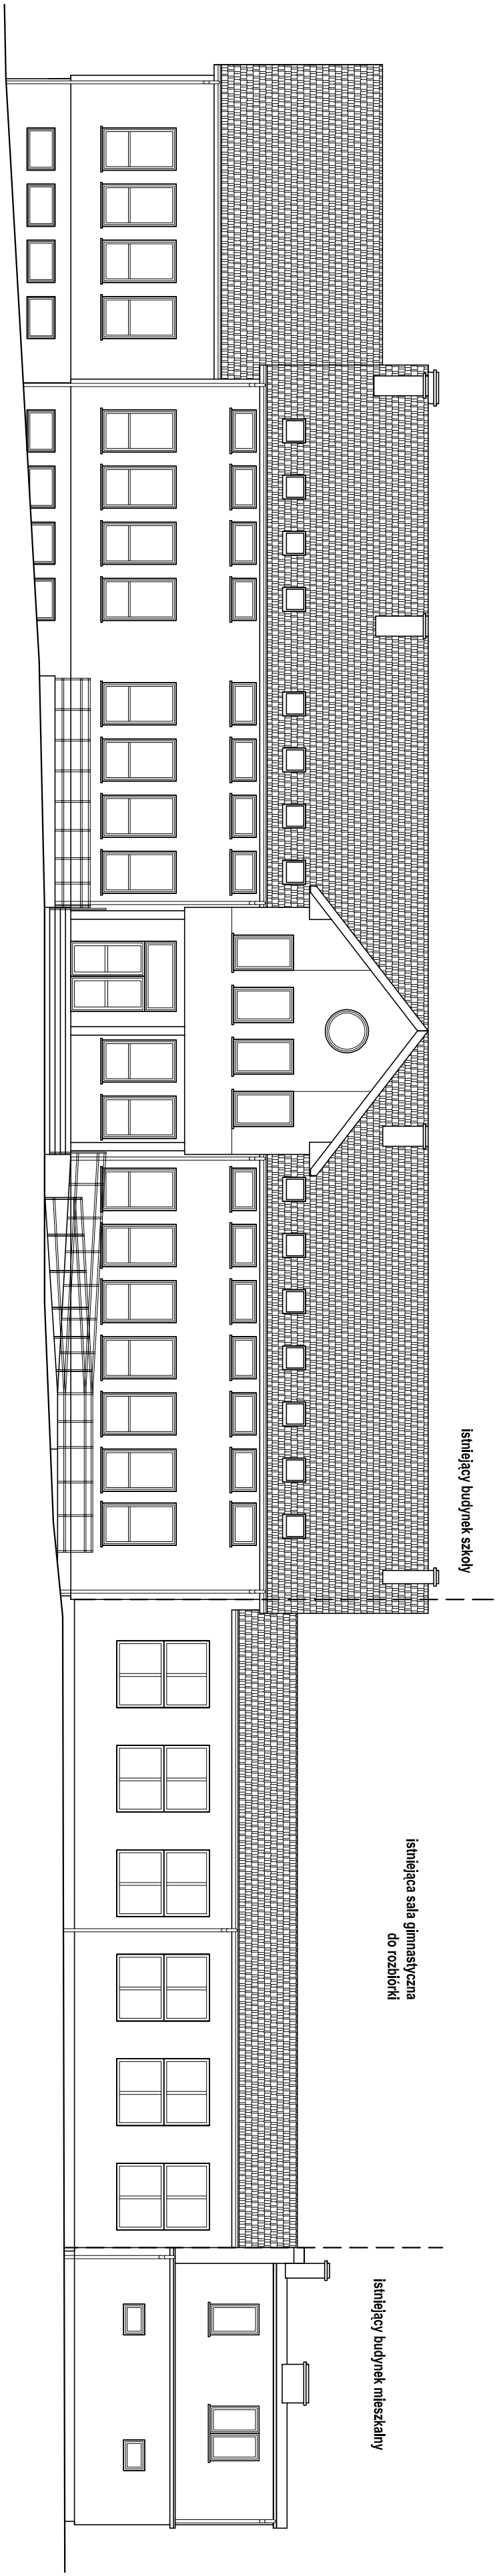 istniejący budynek szkoły
istniejąca sala gimnastyczna
do rozbiórki
istniejący budynek mieszkalny